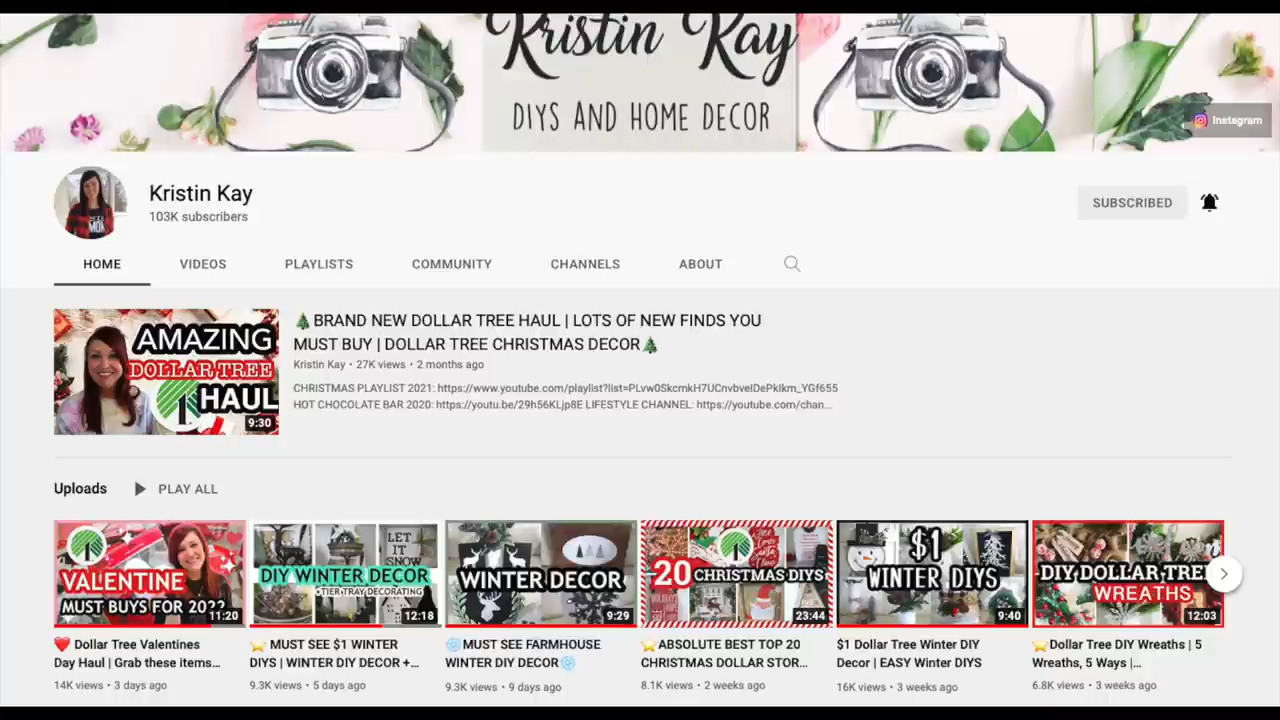 Kristin Kay
DIYS AND HOME DECOR
Instagram
Kristin Kay
103K subscribers
SUBSCRIBED
HOME
VIDEOS
PLAYLISTS
COMMUNITY
CHANNELS
ABOUT
AMAZING
DOLLAR TREE
HAUL
9:30
🎄BRAND NEW DOLLAR TREE HAUL | LOTS OF NEW FINDS YOU
MUST BUY | DOLLAR TREE CHRISTMAS DECOR🎄
Kristin Kay • 27K views • 2 months ago
CHRISTMAS PLAYLIST 2021: https://www.youtube.com/playlist?list=PLvw0SkcmkH7UCnvbveIDePkIkm_YGf655
HOT CHOCOLATE BAR 2020: https://youtu.be/29h56KLjp8E LIFESTYLE CHANNEL: https://youtube.com/chan...
Uploads
PLAY ALL
VALENTINE
MUST BUYS FOR 2022
11:20
❤️ Dollar Tree Valentines
Day Haul | Grab these items...
14K views • 3 days ago
LET
IT
SNOW
DIY WINTER DECOR
+TIER TRAY DECORATING
12:18
⭐ MUST SEE $1 WINTER
DIYS | WINTER DIY DECOR +...
9.3K views • 5 days ago
WINTER DECOR
9:29
❄️MUST SEE FARMHOUSE
WINTER DIY DECOR❄️
9.3K views • 9 days ago
20 CHRISTMAS DIYS
23:44
⭐ABSOLUTE BEST TOP 20
CHRISTMAS DOLLAR STOR...
8.1K views • 2 weeks ago
$1
WINTER DIYS
9:40
$1 Dollar Tree Winter DIY
Decor | EASY Winter DIYS
16K views • 3 weeks ago
DIY DOLLAR TREE
WREATHS
12:03
⭐Dollar Tree DIY Wreaths | 5
Wreaths, 5 Ways |...
6.8K views • 3 weeks ago